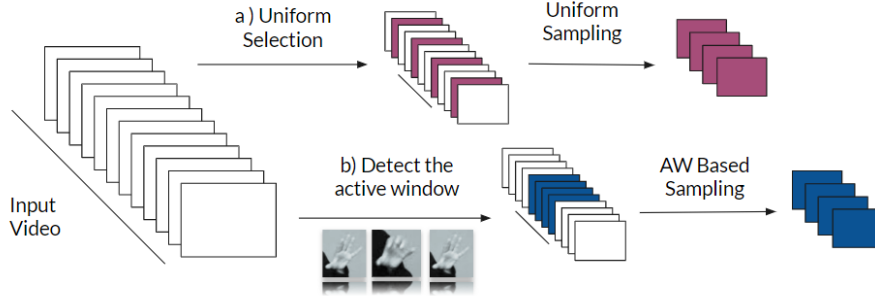 a ) Uniform
Selection
Uniform
Sampling
b) Detect the
active window
AW Based
Sampling
Input
Video